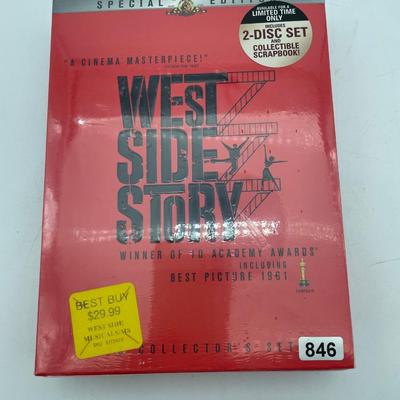 SPECIAL EDITION
AVAILABLE FOR A
LIMITED TIME
ONLY
INCLUDES
2-DISC SET
AND
COLLECTIBLE
SCRAPBOOK!
"A CINEMA MASTERPIECE!"
WEST
SIDE
STORY
WINNER OF 10 ACADEMY AWARDS
INCLUDING
BEST PICTURE 1961
BEST BUY
$29.99
WEST SIDE
COLLECTOR'S SET
846